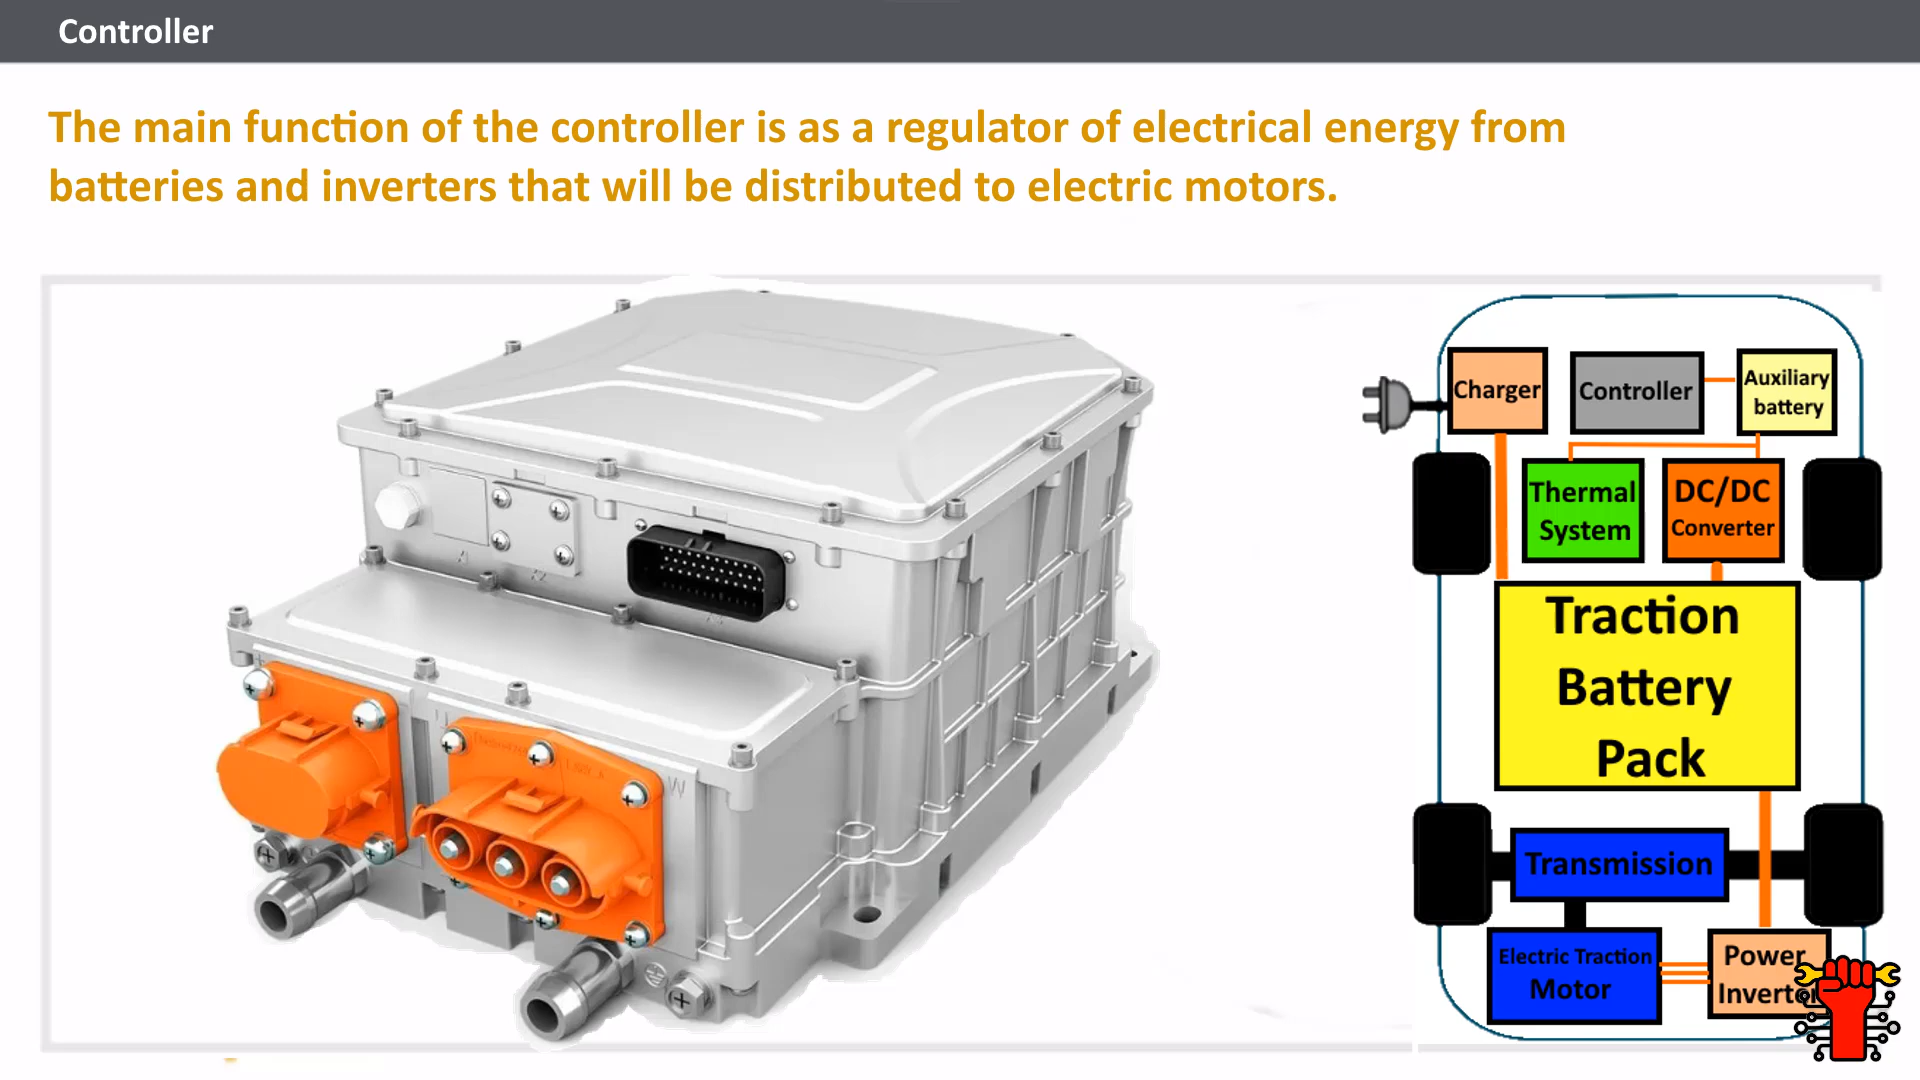 Controller
The main function of the controller is as a regulator of electrical energy from
batteries and inverters that will be distributed to electric motors.
Charger
Controller
Auxiliary
battery
Thermal
System
DC/DC
Converter
Traction
Battery
Pack
Transmission
Electric Traction
Motor
Power
W